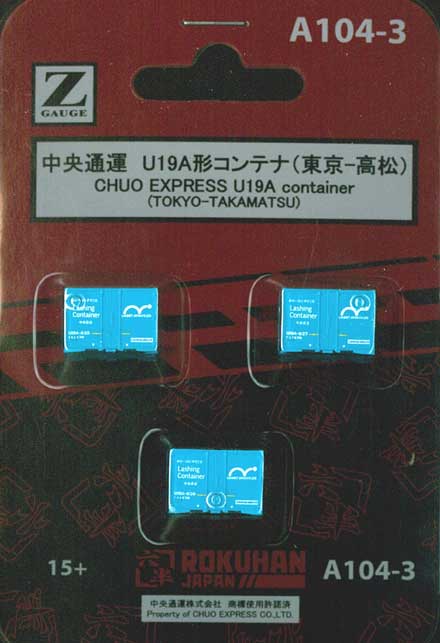 A104-3
Z
GAUGE
中央通運 U19A形コンテナ(東京-高松)
CHUO EXPRESS U19A container
(TOKYO-TAKAMATSU)
Lashing
Container
Lashing
Container
Lashing
Container
15+
六半
ROKUHAN
JAPAN
A104-3
中央通運株式会社 商標使用許諾済
Property of CHUO EXPRESS CO.,LTD.